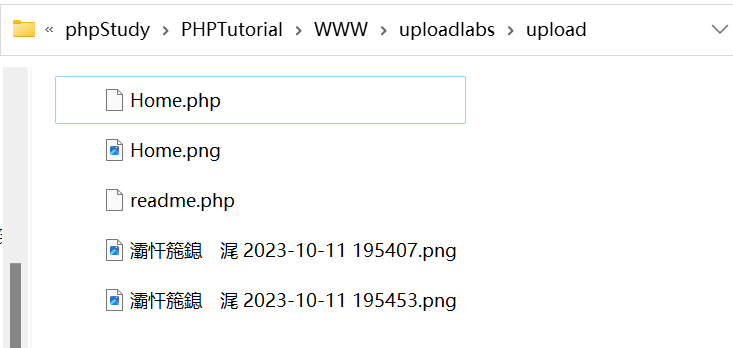 « phpStudy > PHPTutorial > WWW > uploadlabs > upload
Home.php
Home.png
readme.php
灞忓箷鎴 浘 2023-10-11 195407.png
灞忓箷鎴 浘 2023-10-11 195453.png